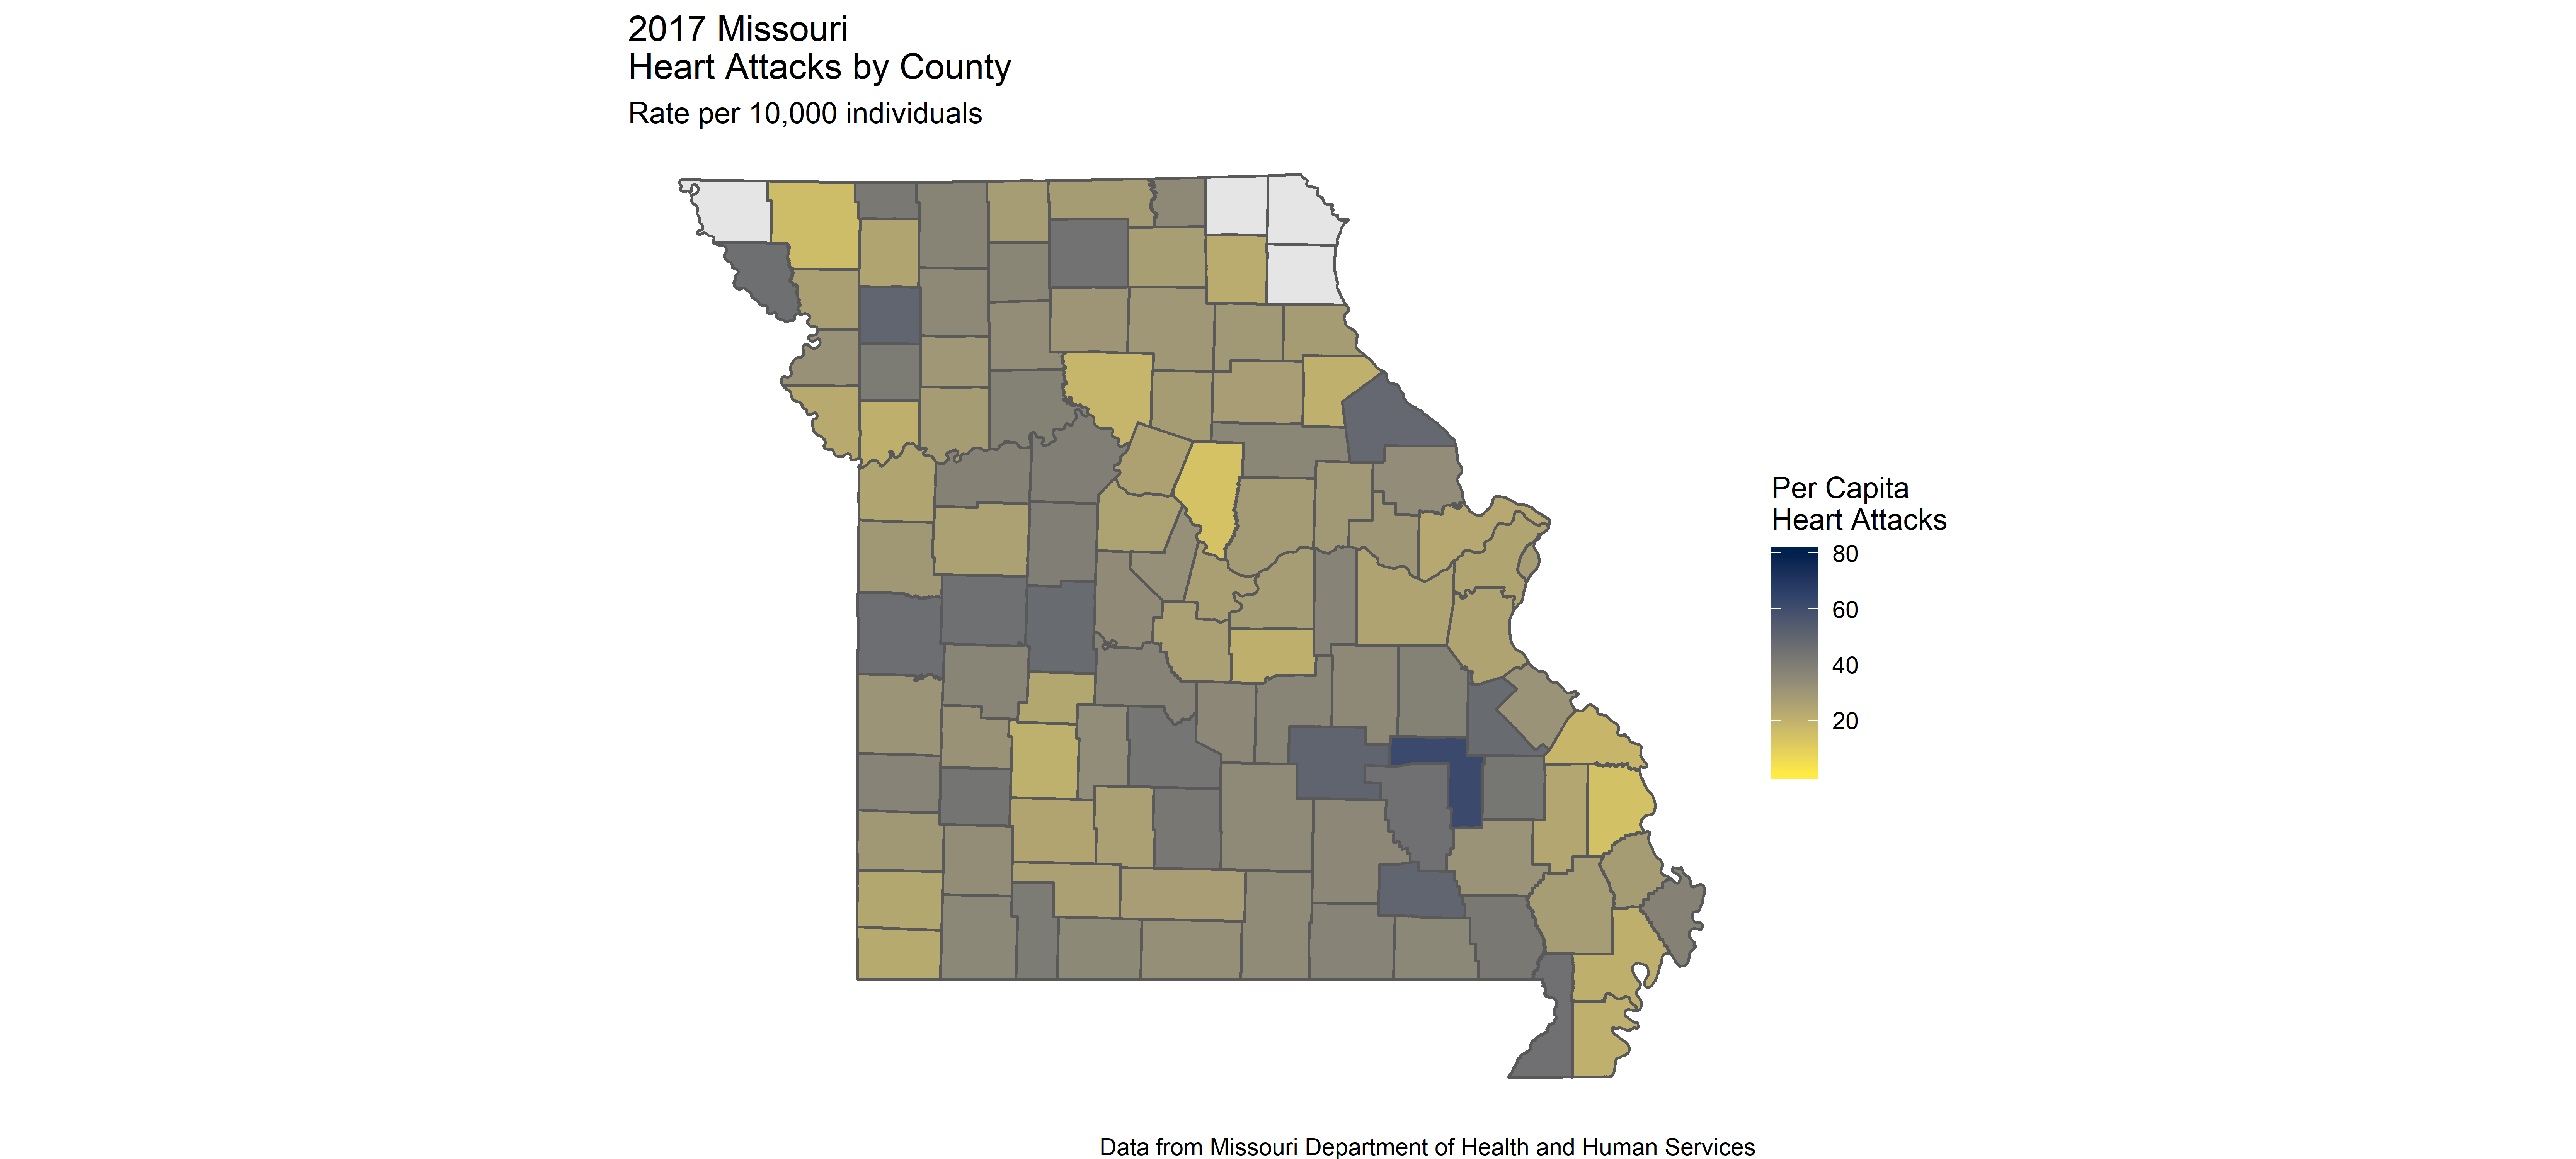 2017 Missouri
Heart Attacks by County
Rate per 10,000 individuals
Per Capita
Heart Attacks
80
60
40
20
Data from Missouri Department of Health and Human Services